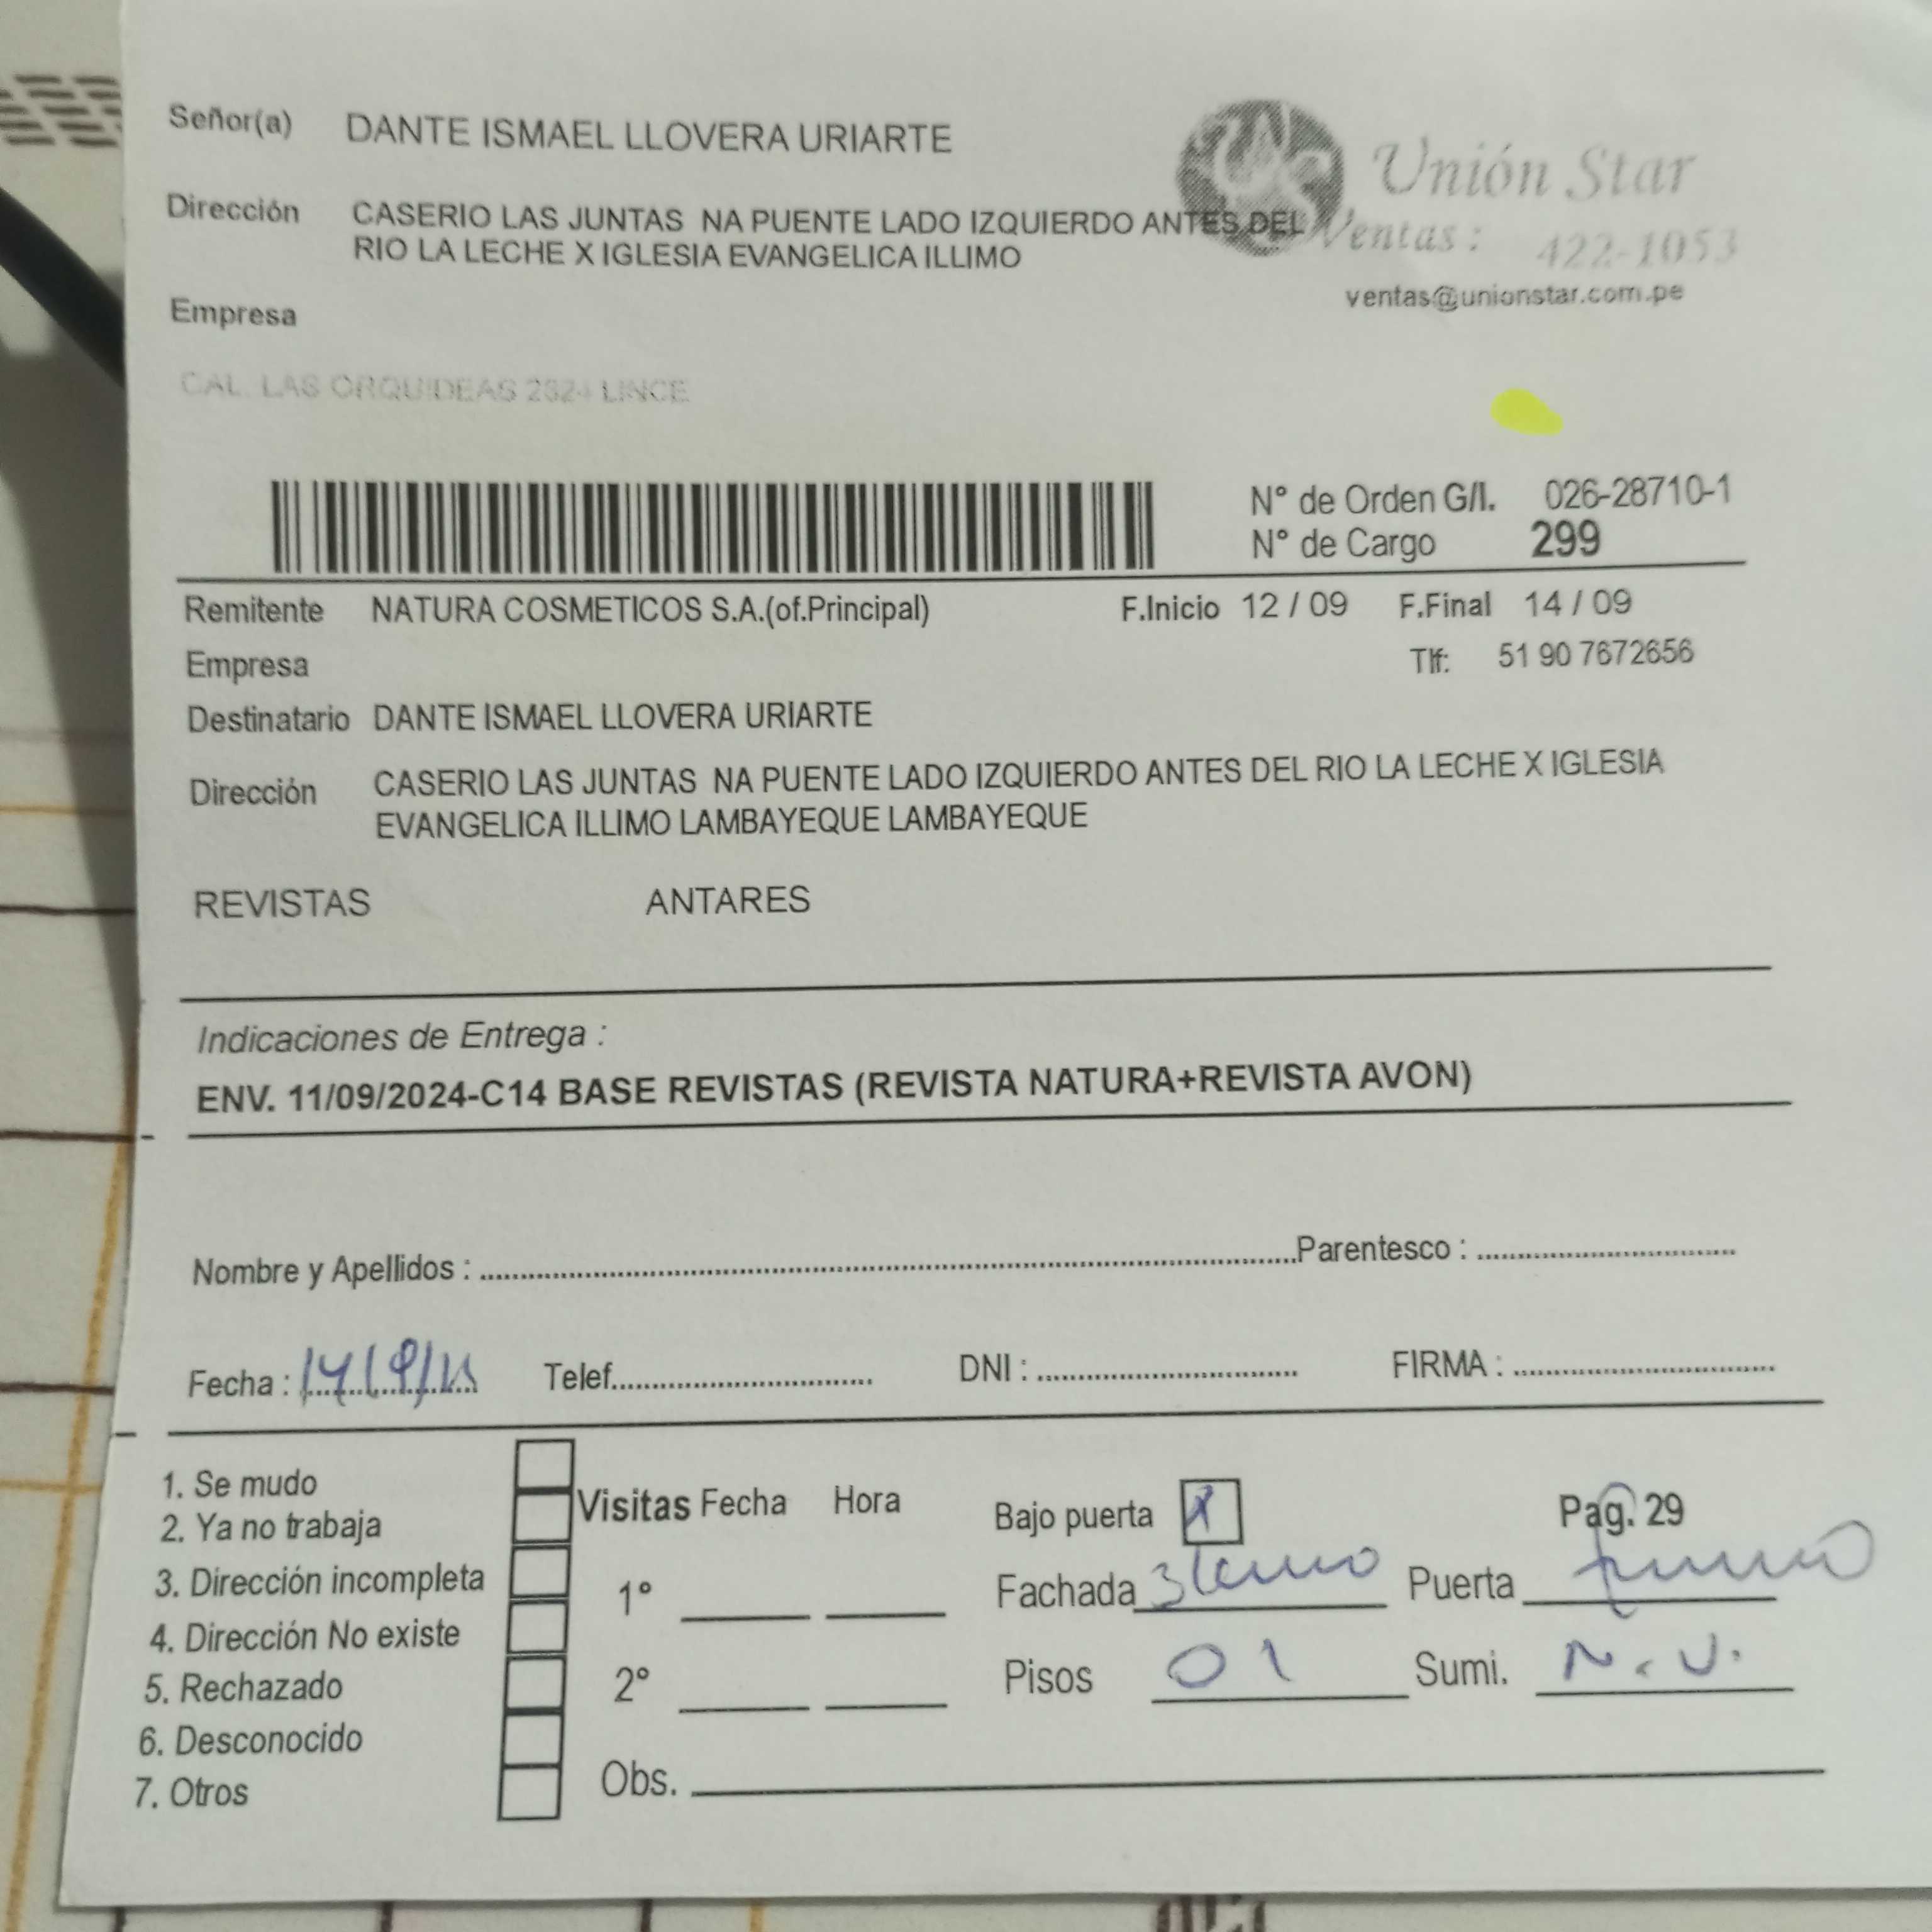 Señor(a) DANTE ISMAEL LLOVERA URIARTE
Unión Star
Dirección CASERIO LAS JUNTAS NA PUENTE LADO IZQUIERDO ANTES DEL
RIO LA LECHE X IGLESIA EVANGELICA ILLIMO
Ventas: 422-1053
ventas@unionstar.com.pe
Empresa
CAL. LAS ORQUIDEAS 2624 LINCE
N° de Orden G/I. 026-28710-1
N° de Cargo 299
Remitente NATURA COSMETICOS S.A.(of.Principal) F.Inicio 12 / 09 F.Final 14 / 09
Empresa Tlf: 51 90 7672656
Destinatario DANTE ISMAEL LLOVERA URIARTE
Dirección CASERIO LAS JUNTAS NA PUENTE LADO IZQUIERDO ANTES DEL RIO LA LECHE X IGLESIA
EVANGELICA ILLIMO LAMBAYEQUE LAMBAYEQUE
REVISTAS ANTARES
Indicaciones de Entrega :
ENV. 11/09/2024-C14 BASE REVISTAS (REVISTA NATURA+REVISTA AVON)
Nombre y Apellidos : Parentesco :
Fecha : Telef. DNI : FIRMA :
1. Se mudo
2. Ya no trabaja
3. Dirección incompleta
4. Dirección No existe
5. Rechazado
6. Desconocido
7. Otros
Visitas Fecha Hora
1°
2°
Obs.
Bajo puerta X Pag. 29
Fachada Puerta
Pisos 01 Sumi. N. V.